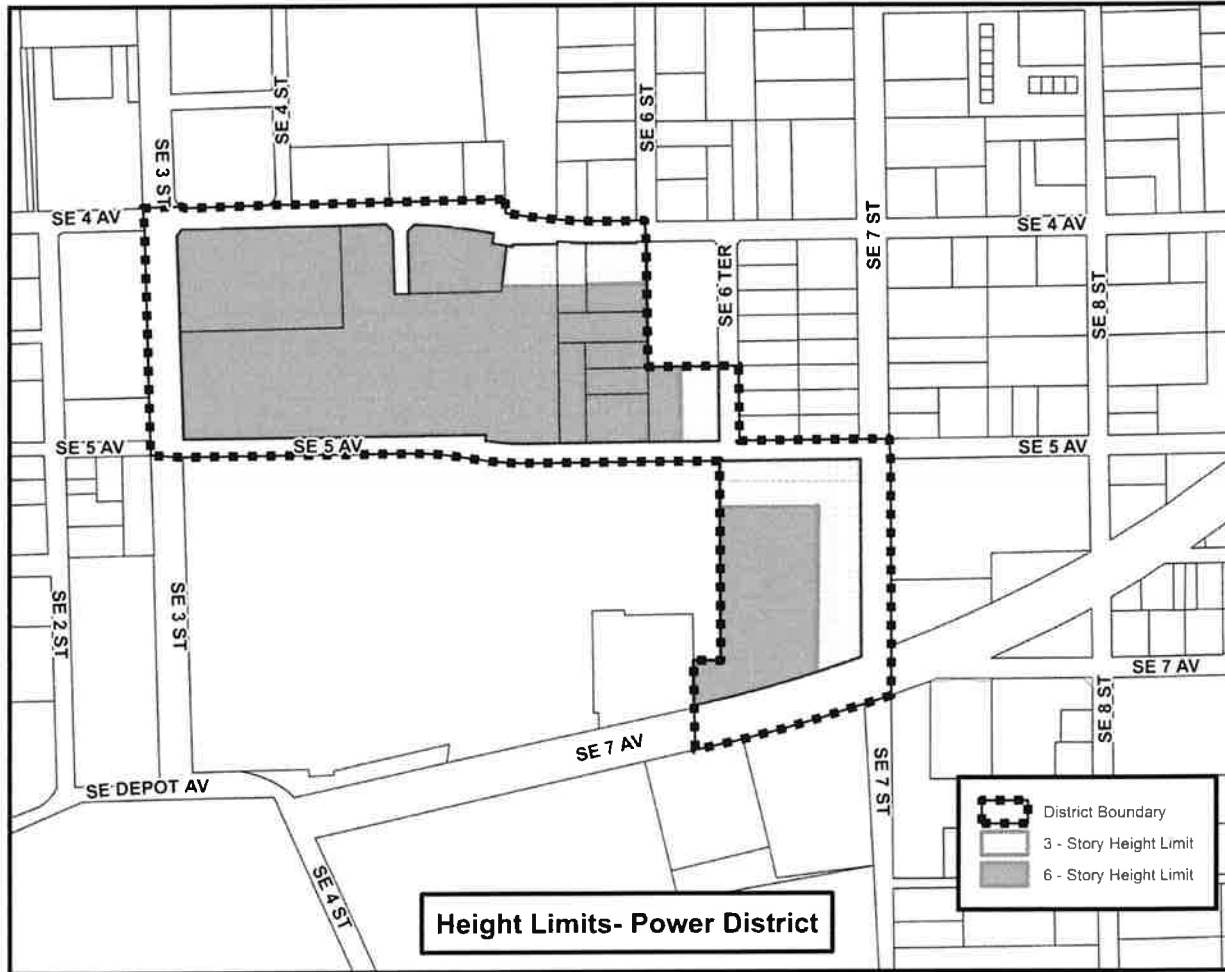 SE 4 ST
SE 6 ST
SE 3 ST
SE 4 AV
SE 7 ST
SE 4 AV
SE 6 TER
SE 8 ST
SE 5 AV
SE 5 AV
SE 5 AV
SE 2 ST
SE 3 ST
SE 7 AV
SE 8 ST
SE 7 AV
SE DEPOT AV
SE 7 ST
SE 4 ST
District Boundary
3 - Story Height Limit
6 - Story Height Limit
Height Limits- Power District